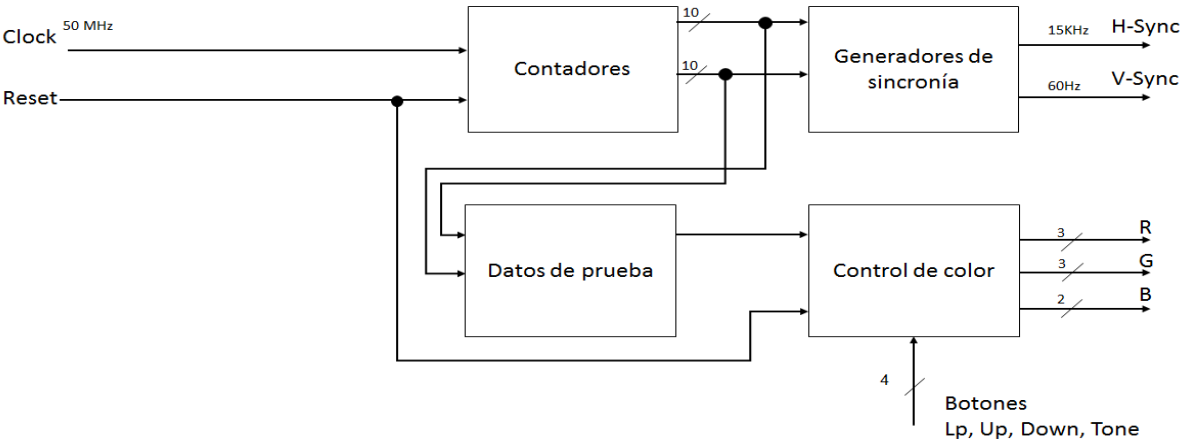 Clock 50 MHz
Reset
10
10
Contadores
Generadores de
sincronía
15KHz H-Sync
60Hz V-Sync
Datos de prueba
Control de color
3 R
3 G
2 B
4
Botones
Lp, Up, Down, Tone